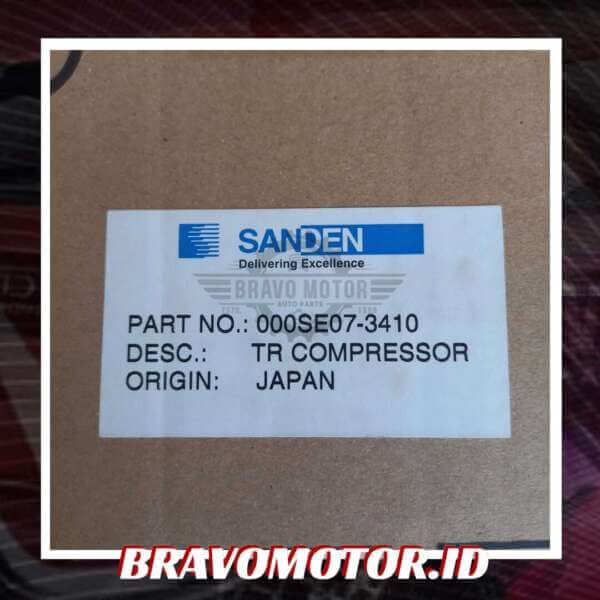 SANDEN
Delivering Excellence
BRAVO MOTOR
AUTO PARTS
PART NO.: 000SE07-3410
DESC.: TR COMPRESSOR
ORIGIN: JAPAN
BRAVOMOTOR.ID